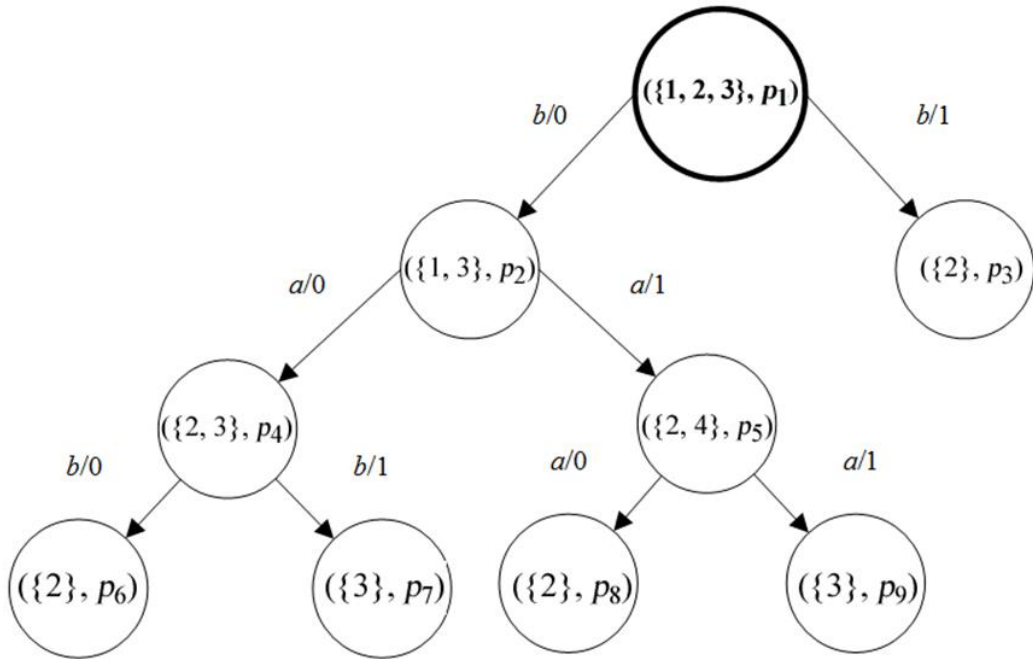 ({1, 2, 3}, p₁)
b/0
b/1
({1, 3}, p₂)
({2}, p₃)
a/0
a/1
({2, 3}, p₄)
({2, 4}, p₅)
b/0
b/1
a/0
a/1
({2}, p₆)
({3}, p₇)
({2}, p₈)
({3}, p₉)